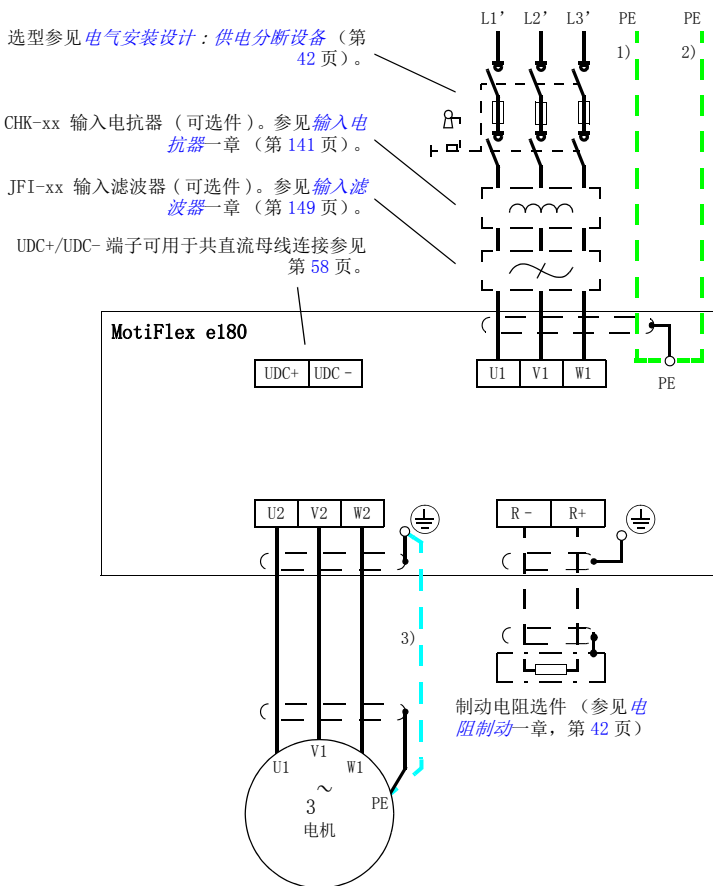 L1’ L2’ L3’ PE PE
1) 2)
选型参见电气安装设计：供电分断设备（第
42 页）。
CHK-xx 输入电抗器（可选件）。参见输入电
抗器一章 （第 141 页）。
JFI-xx 输入滤波器（可选件）。参见输入滤
波器一章 （第 149 页）。
UDC+/UDC- 端子可用于共直流母线连接参见
第 58 页。
MotiFlex e180
UDC+ UDC -
U1 V1 W1
PE
U2 V2 W2
R - R+
3)
制动电阻选件 （参见电
阻制动一章，第 42 页）
U1 V1 W1
PE
3 ~
电机